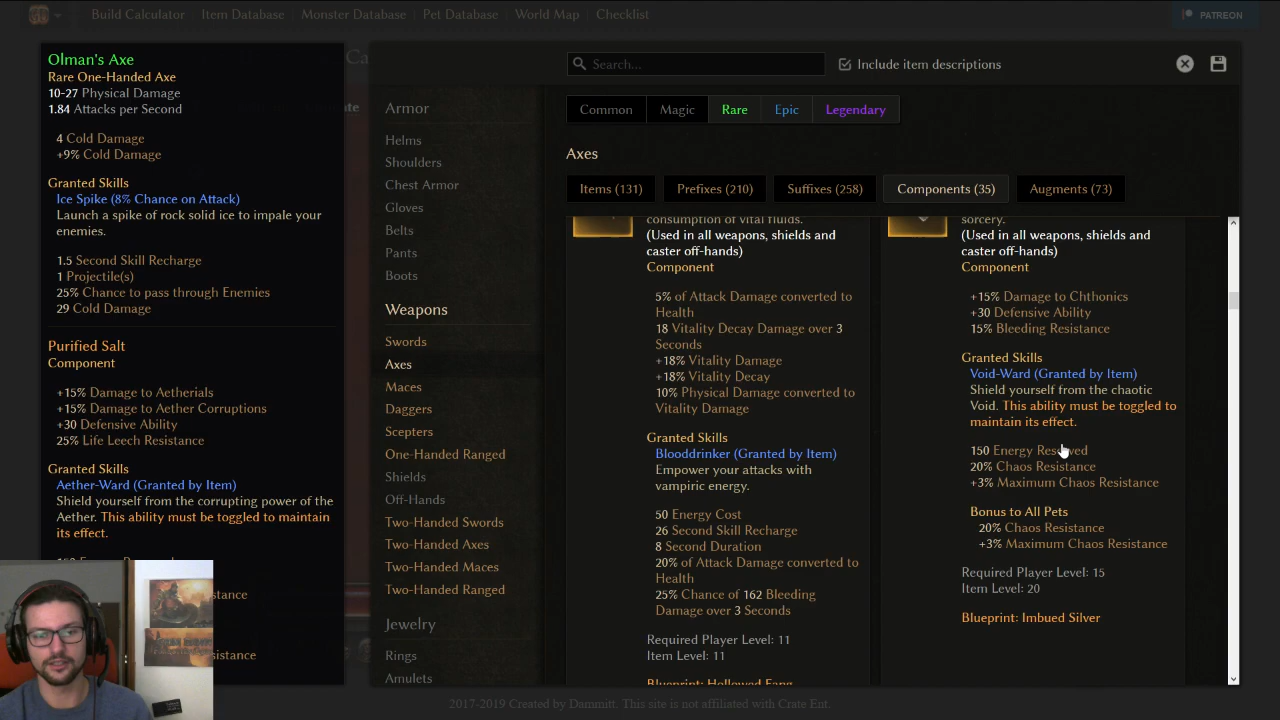 Build Calculator Item Database Monster Database Pet Database World Map Checklist PATREON
Olman's Axe
Rare One-Handed Axe
10-27 Physical Damage
1.84 Attacks per Second
4 Cold Damage
+9% Cold Damage
Granted Skills
Ice Spike (8% Chance on Attack)
Launch a spike of rock solid ice to impale your
enemies.
1.5 Second Skill Recharge
1 Projectile(s)
25% Chance to pass through Enemies
29 Cold Damage
Purified Salt
Component
+15% Damage to Aetherials
+15% Damage to Aether Corruptions
+30 Defensive Ability
25% Life Leech Resistance
Granted Skills
Aether-Ward (Granted by Item)
Shield yourself from the corrupting power of the
Aether. This ability must be toggled to maintain
its effect.
Search...
Include item descriptions
Armor
Helms
Shoulders
Chest Armor
Gloves
Belts
Pants
Boots
Weapons
Swords
Axes
Maces
Daggers
Scepters
One-Handed Ranged
Shields
Off-Hands
Two-Handed Swords
Two-Handed Axes
Two-Handed Maces
Two-Handed Ranged
Jewelry
Rings
Amulets
Common Magic Rare Epic Legendary
Axes
Items (131) Prefixes (210) Suffixes (258) Components (35) Augments (73)
consumption of vital fluids.
(Used in all weapons, shields and
caster off-hands)
Component
5% of Attack Damage converted to
Health
18 Vitality Decay Damage over 3
Seconds
+18% Vitality Damage
+18% Vitality Decay
10% Physical Damage converted to
Vitality Damage
Granted Skills
Blooddrinker (Granted by Item)
Empower your attacks with
vampiric energy.
50 Energy Cost
26 Second Skill Recharge
8 Second Duration
20% of Attack Damage converted to
Health
25% Chance of 162 Bleeding
Damage over 3 Seconds
Required Player Level: 11
Item Level: 11
Blueprint: Hollowed Fang
sorcery.
(Used in all weapons, shields and
caster off-hands)
Component
+15% Damage to Chthonics
+30 Defensive Ability
15% Bleeding Resistance
Granted Skills
Void-Ward (Granted by Item)
Shield yourself from the chaotic
Void. This ability must be toggled to
maintain its effect.
150 Energy Reserved
20% Chaos Resistance
+3% Maximum Chaos Resistance
Bonus to All Pets
20% Chaos Resistance
+3% Maximum Chaos Resistance
Required Player Level: 15
Item Level: 20
Blueprint: Imbued Silver
2017-2019 Created by Dammitt. This site is not affiliated with Crate Ent.